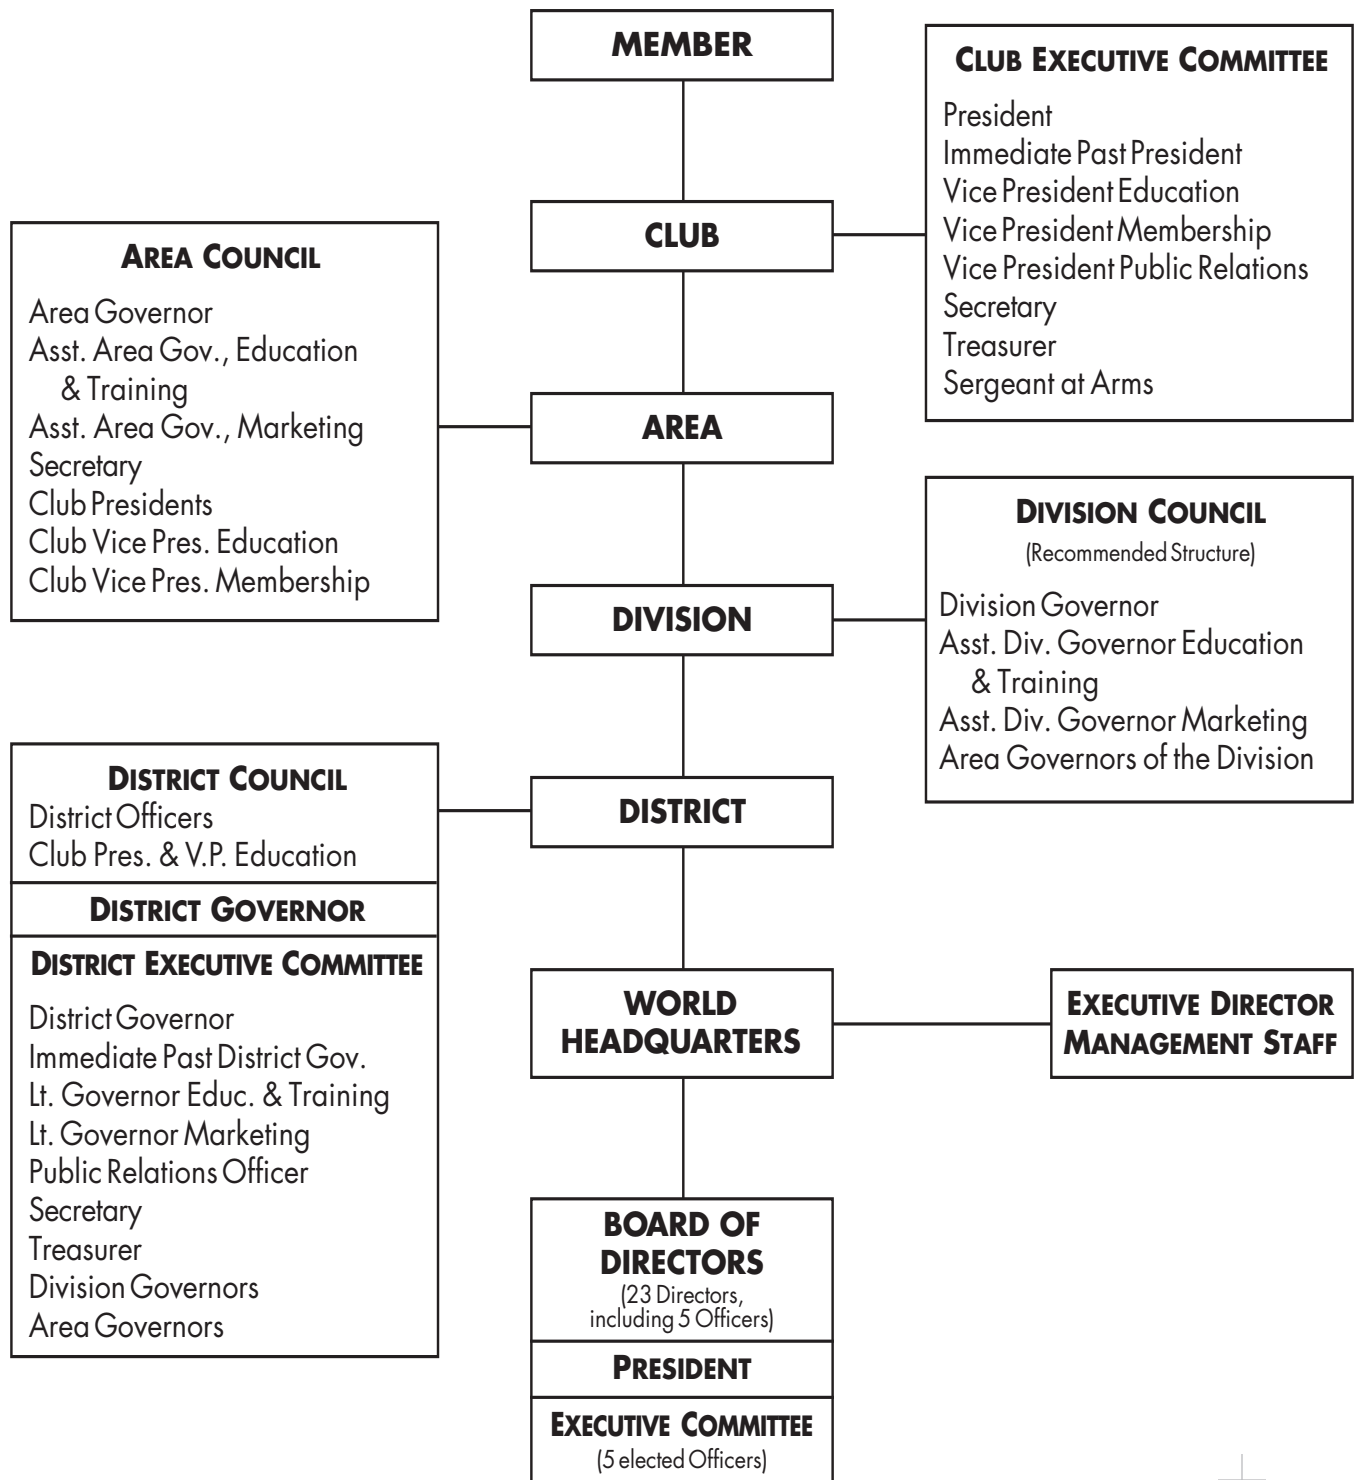 MEMBER
CLUB EXECUTIVE COMMITTEE
President
Immediate Past President
Vice President Education
Vice President Membership
Vice President Public Relations
Secretary
Treasurer
Sergeant at Arms
CLUB
AREA COUNCIL
Area Governor
Asst. Area Gov., Education
& Training
Asst. Area Gov., Marketing
Secretary
Club Presidents
Club Vice Pres. Education
Club Vice Pres. Membership
AREA
DIVISION COUNCIL
(Recommended Structure)
Division Governor
Asst. Div. Governor Education
& Training
Asst. Div. Governor Marketing
Area Governors of the Division
DIVISION
DISTRICT COUNCIL
District Officers
Club Pres. & V.P. Education
DISTRICT GOVERNOR
DISTRICT EXECUTIVE COMMITTEE
District Governor
Immediate Past District Gov.
Lt. Governor Educ. & Training
Lt. Governor Marketing
Public Relations Officer
Secretary
Treasurer
Division Governors
Area Governors
DISTRICT
WORLD
HEADQUARTERS
EXECUTIVE DIRECTOR
MANAGEMENT STAFF
BOARD OF
DIRECTORS
(23 Directors,
including 5 Officers)
PRESIDENT
EXECUTIVE COMMITTEE
(5 elected Officers)